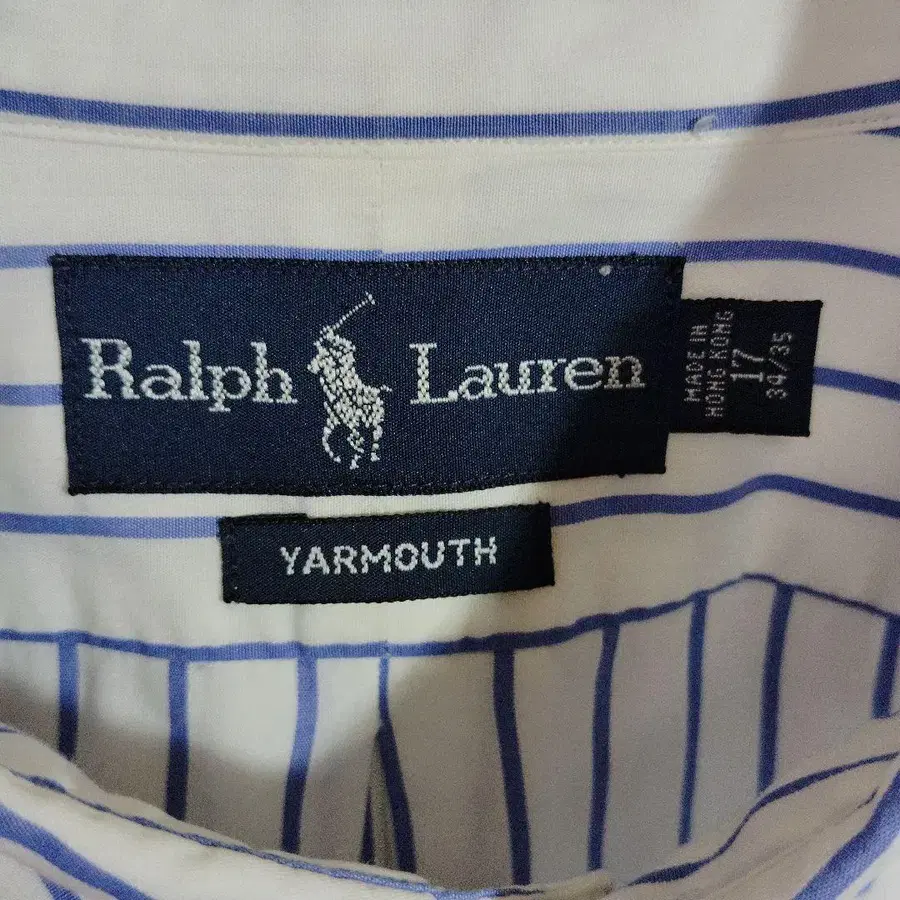 Ralph Lauren
MADE IN
HONG KONG
17
34/35
YARMOUTH